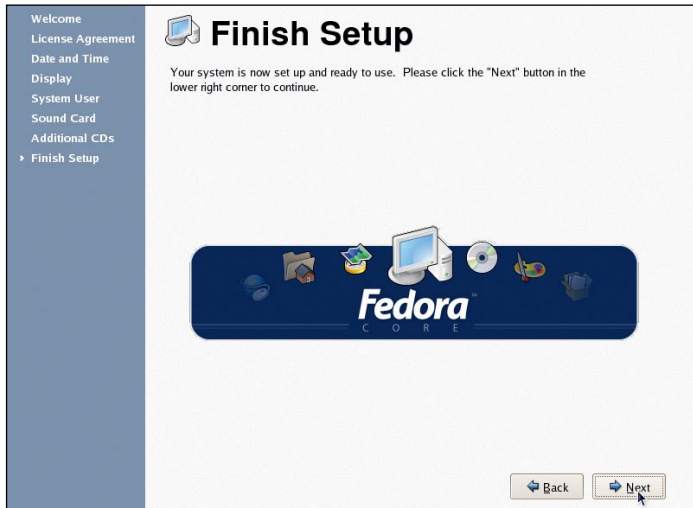 Welcome
License Agreement
Date and Time
Display
System User
Sound Card
Additional CDs
Finish Setup
Finish Setup
Your system is now set up and ready to use. Please click the "Next" button in the
lower right corner to continue.
Fedora™
CORE
Back
Next